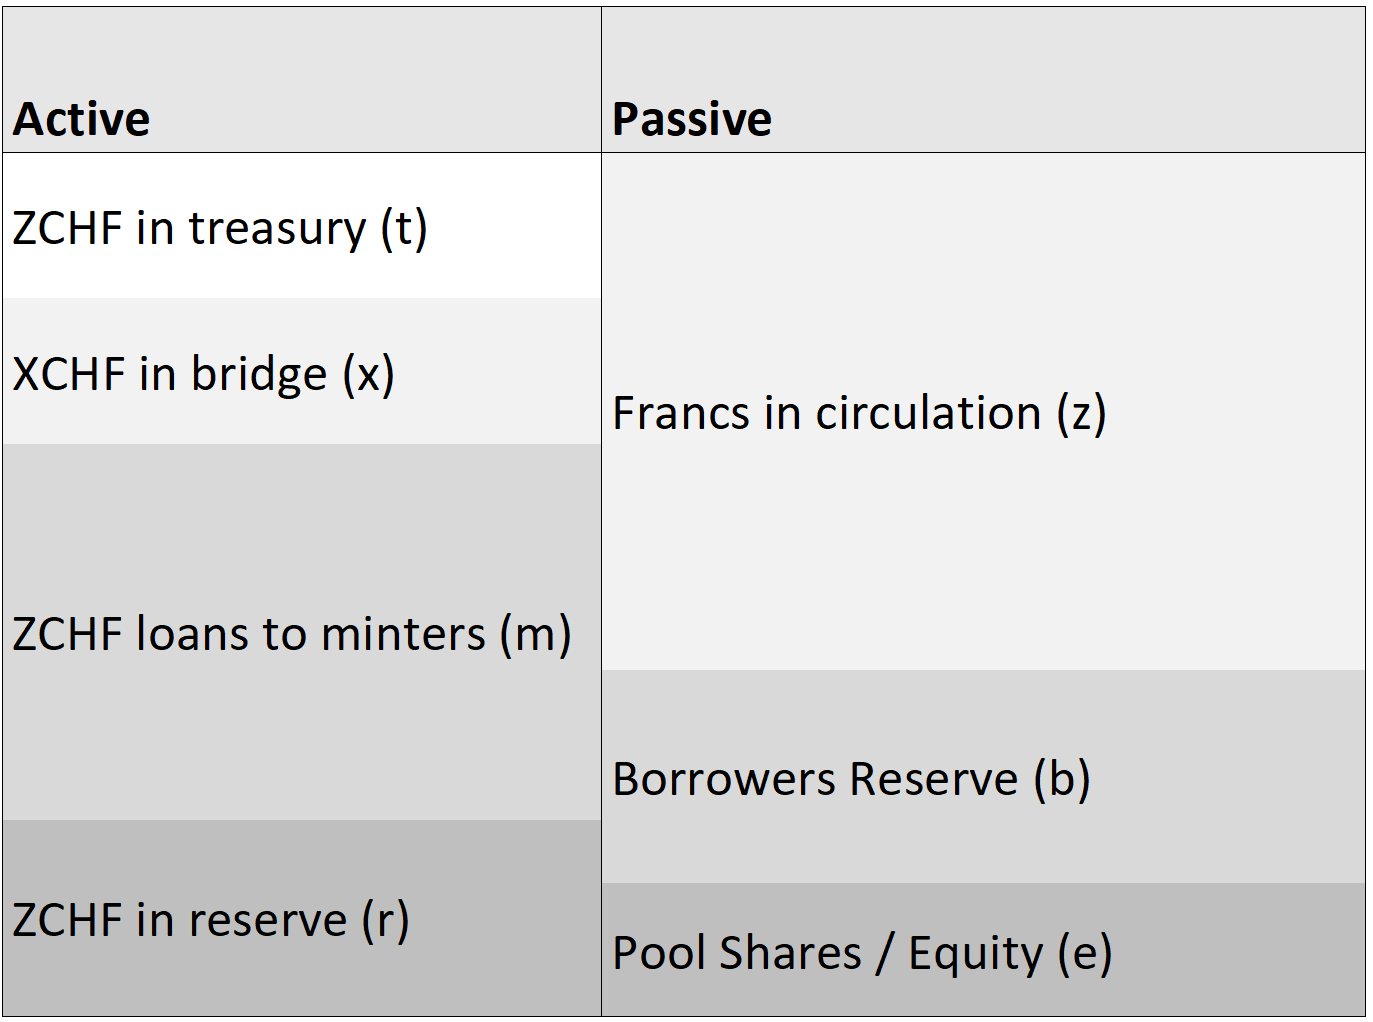 Active
Passive
ZCHF in treasury (t)
XCHF in bridge (x)
Francs in circulation (z)
ZCHF loans to minters (m)
Borrowers Reserve (b)
ZCHF in reserve (r)
Pool Shares / Equity (e)